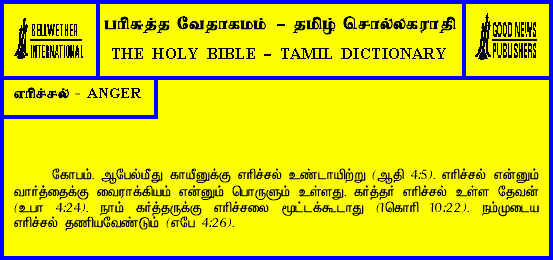 BELLWETHER
INTERNATIONAL
பரிசுத்த வேதாகமம் – தமிழ் சொல்லகராதி
THE HOLY BIBLE – TAMIL DICTIONARY
GOOD NEWS
PUBLISHERS
எரிச்சல் - ANGER
கோபம். ஆபேல்மீது காயீனுக்கு எரிச்சல் உண்டாயிற்று (ஆதி 4:5). எரிச்சல் என்னும்
வார்த்தைக்கு வைராக்கியம் என்னும் பொருளும் உள்ளது. கர்த்தர் எரிச்சல் உள்ள தேவன்
(உபா 4:24). நாம் கர்த்தருக்கு எரிச்சலை மூட்டக்கூடாது (1கொரி 10:22). நம்முடைய
எரிச்சல் தணியவேண்டும் (எபே 4:26).